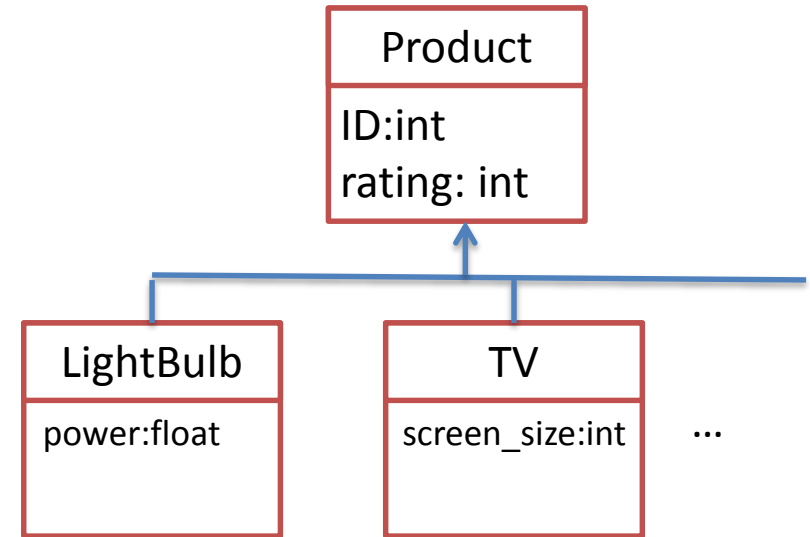 Product
ID:int
rating: int
LightBulb
TV
power:float
screen_size:int
...